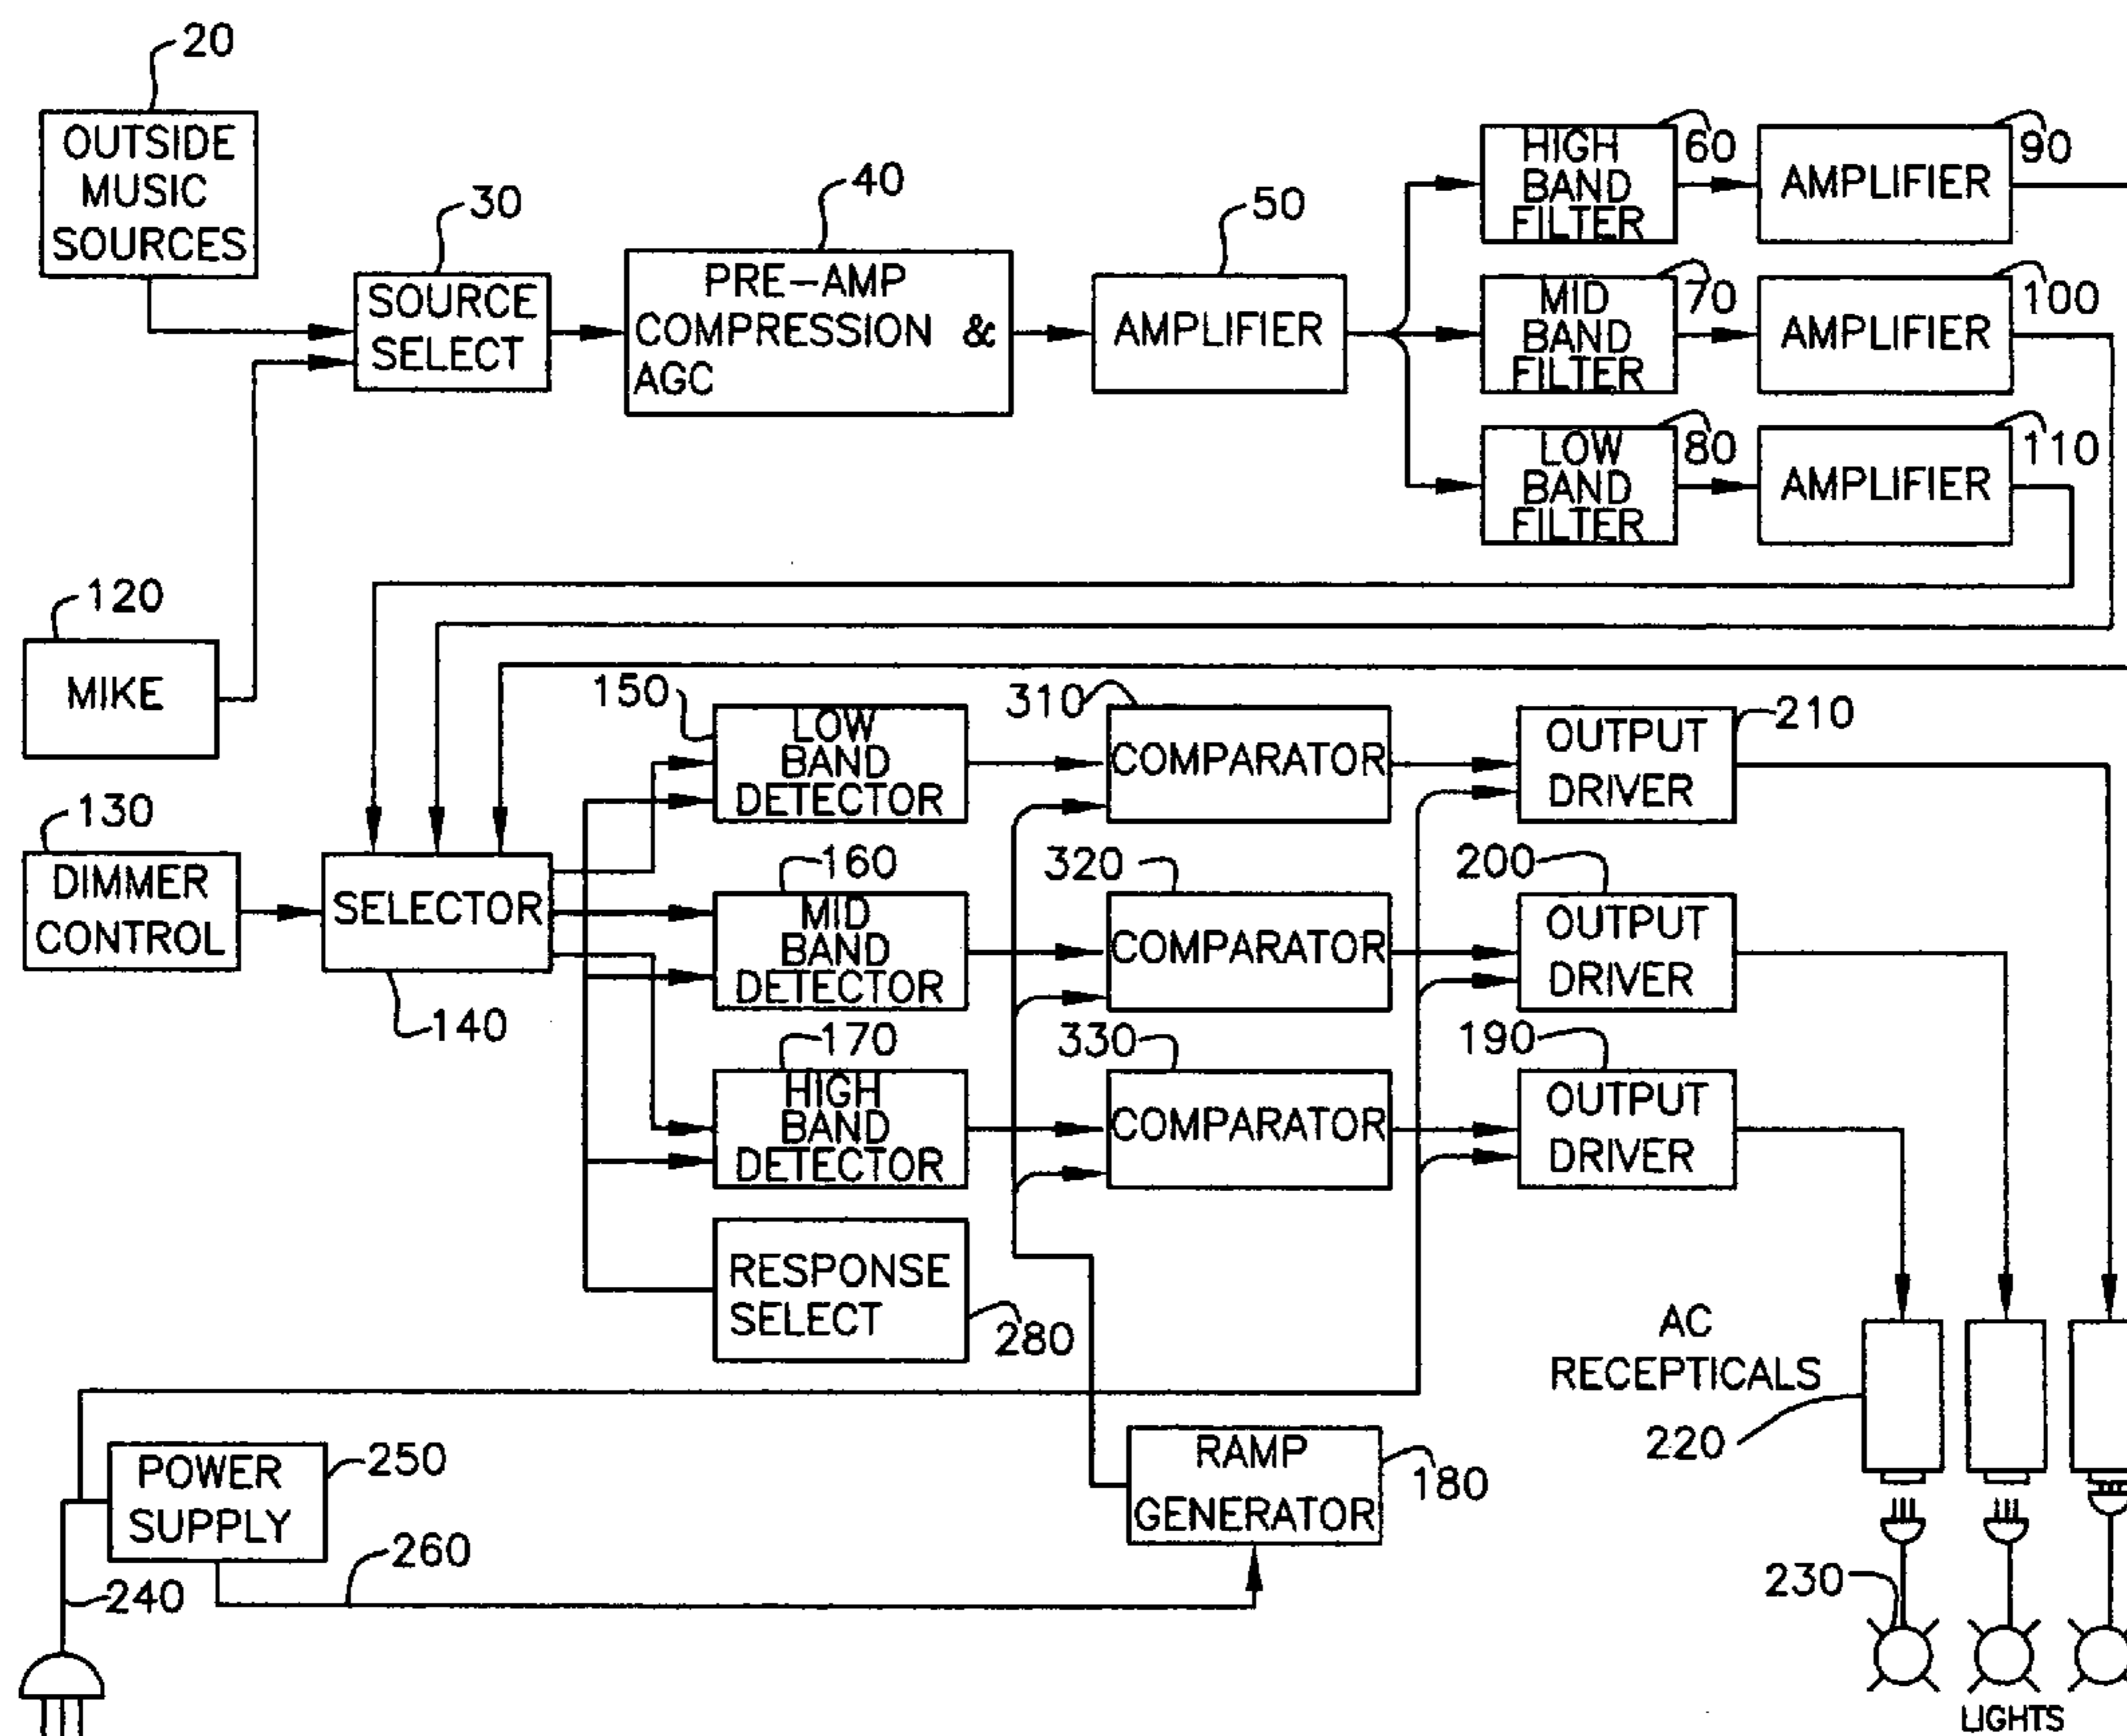 20
OUTSIDE
MUSIC
SOURCES
30
SOURCE
SELECT
40
PRE-AMP
COMPRESSION &
AGC
50
AMPLIFIER
HIGH
BAND
FILTER
60
AMPLIFIER
90
MID
BAND
FILTER
70
AMPLIFIER
100
LOW
BAND
FILTER
80
AMPLIFIER
110
120
MIKE
130
DIMMER
CONTROL
SELECTOR
140
150
LOW
BAND
DETECTOR
310
COMPARATOR
OUTPUT
DRIVER
210
160
MID
BAND
DETECTOR
320
COMPARATOR
200
OUTPUT
DRIVER
170
HIGH
BAND
DETECTOR
330
COMPARATOR
190
OUTPUT
DRIVER
RESPONSE
SELECT
280
AC
RECEPTICALS
220
POWER
SUPPLY
250
RAMP
GENERATOR
180
240
260
230
LIGHTS